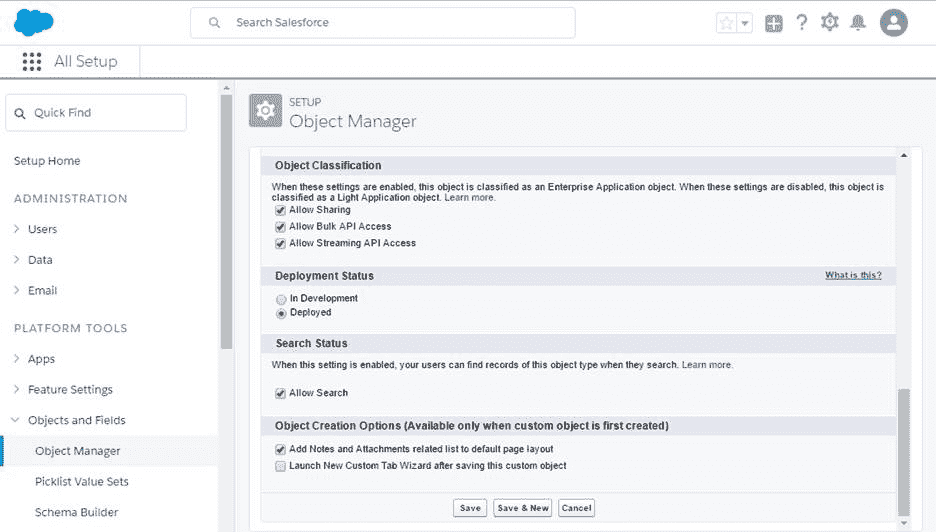 Search Salesforce
All Setup
Quick Find
Setup Home
ADMINISTRATION
Users
Data
Email
PLATFORM TOOLS
Apps
Feature Settings
Objects and Fields
Object Manager
Picklist Value Sets
Schema Builder
SETUP
Object Manager
Object Classification
When these settings are enabled, this object is classified as an Enterprise Application object. When these settings are disabled, this object is
classified as a Light Application object. Learn more.
Allow Sharing
Allow Bulk API Access
Allow Streaming API Access
Deployment Status What is this?
In Development
Deployed
Search Status
When this setting is enabled, your users can find records of this object type when they search. Learn more.
Allow Search
Object Creation Options (Available only when custom object is first created)
Add Notes and Attachments related list to default page layout
Launch New Custom Tab Wizard after saving this custom object
Save Save & New Cancel